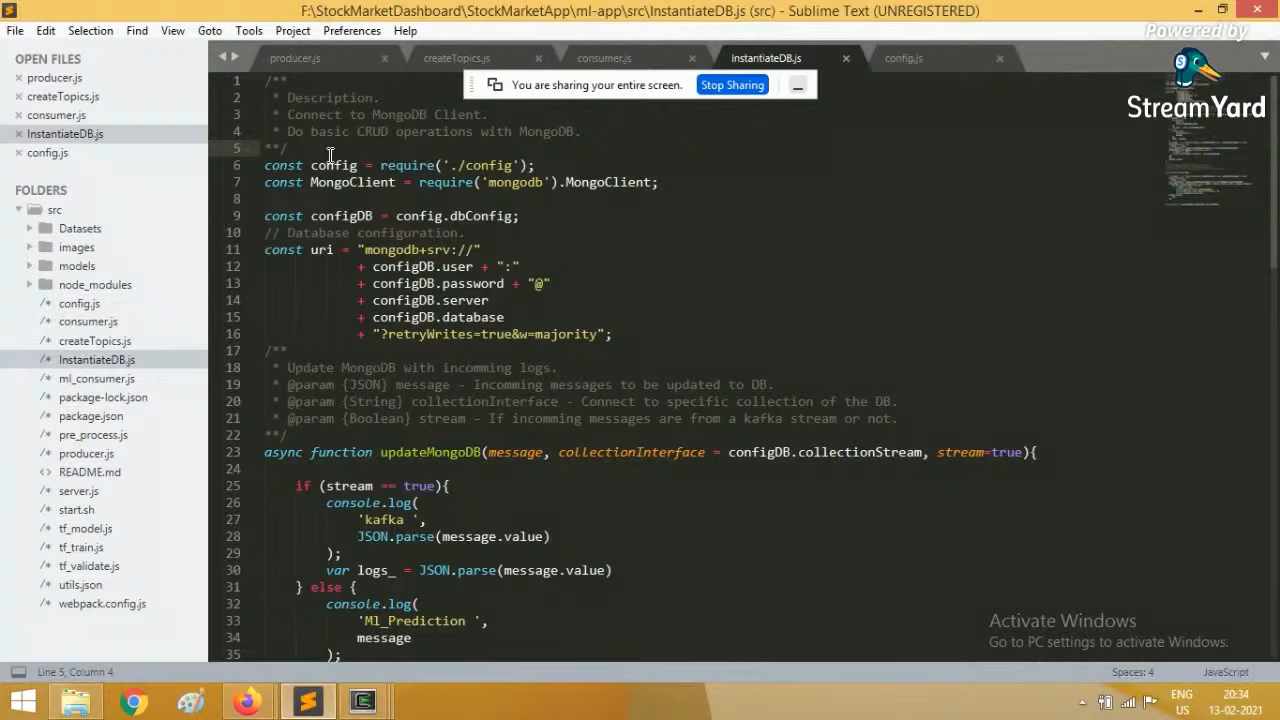 F:\StockMarketDashboard\StockMarketApp\ml-app\src\InstantiateDB.js (src) - Sublime Text (UNREGISTERED)
File Edit Selection Find View Goto Tools Project Preferences Help
Powered by
StreamYard
OPEN FILES
producer.js
createTopics.js
consumer.js
InstantiateDB.js
config.js
FOLDERS
src
Datasets
images
models
node_modules
/* config.js
/* consumer.js
/* createTopics.js
/* InstantiateDB.js
/* ml_consumer.js
/* package-lock.json
/* package.json
/* pre_process.js
/* producer.js
README.md
/* server.js
/* start.sh
/* tf_model.js
/* tf_train.js
/* tf_validate.js
/* utils.json
/* webpack.config.js
producer.js createTopics.js consumer.js InstantiateDB.js config.js
You are sharing your entire screen. Stop Sharing
1 /**
2 * Description.
3 * Connect to MongoDB Client.
4 * Do basic CRUD operations with MongoDB.
5 **/
6 const config = require('./config');
7 const MongoClient = require('mongodb').MongoClient;
8
9 const configDB = config.dbConfig;
10 // Database configuration.
11 const uri = "mongodb+srv://"
12 + configDB.user + ":"
13 + configDB.password + "@"
14 + configDB.server
15 + configDB.database
16 + "?retryWrites=true&w=majority";
17 /**
18 * Update MongoDB with incomming logs.
19 * @param {JSON} message - Incomming messages to be updated to DB.
20 * @param {String} collectionInterface - Connect to specific collection of the DB.
21 * @param {Boolean} stream - If incomming messages are from a kafka stream or not.
22 **/
23 async function updateMongoDB(message, collectionInterface = configDB.collectionStream, stream=true){
24
25 if (stream == true){
26 console.log(
27 'kafka ',
28 JSON.parse(message.value)
29 );
30 var logs_ = JSON.parse(message.value)
31 } else {
32 console.log(
33 'Ml_Prediction ',
34 message
35 );
Activate Windows
Go to PC settings to activate Windows.
Line 5, Column 4 Spaces: 4 JavaScript
ENG 20:34
US 13-02-2021